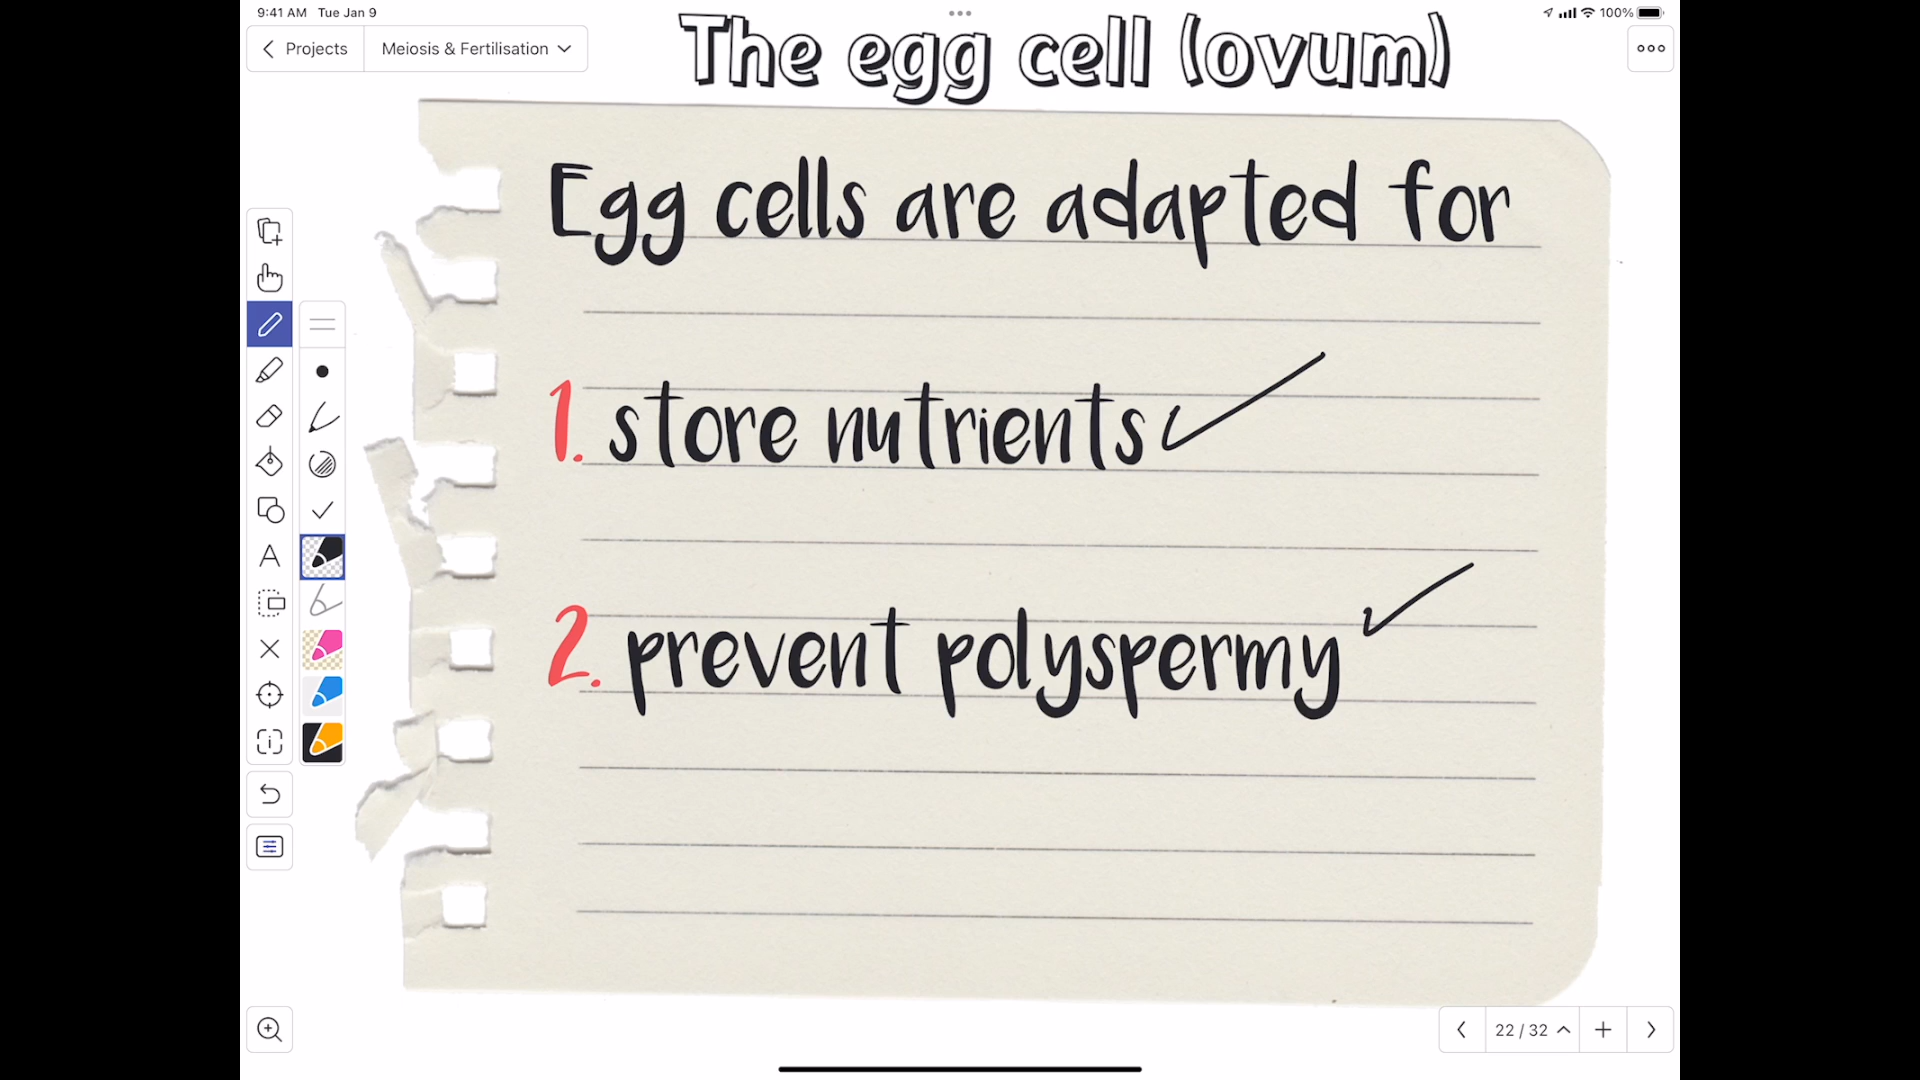 9:41 AM Tue Jan 9
100%
Projects
Meiosis & Fertilisation
The egg cell (ovum)
Egg cells are adapted for
1. store nutrients
2. prevent polyspermy
A
22 / 32